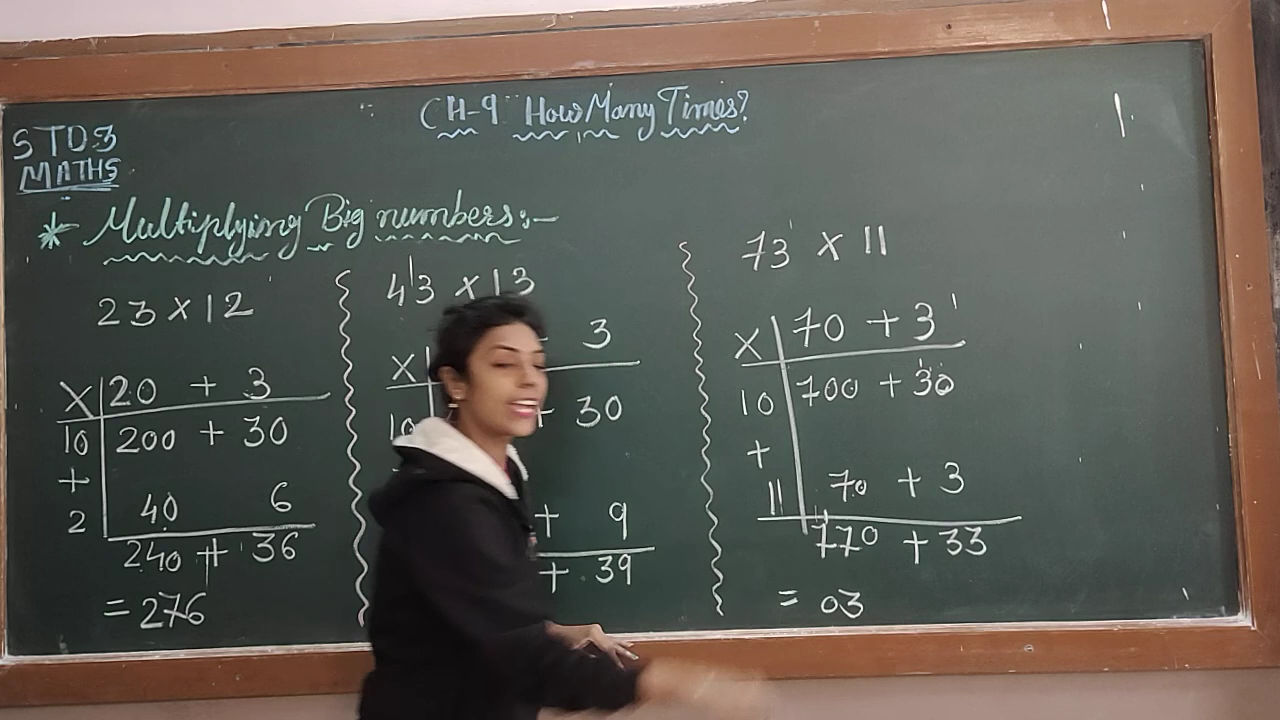 CH-9 How Many Times?
STD:3
MATHS
* Multiplying Big numbers:-
23 x 12
X 20 + 3
10 200 + 30
+
2 40 6
240 + 36
= 276
43 x 13
X 3
10 + 30
+ 9
+ 39
73 x 11
X 70 + 3
10 700 + 30
+
11 70 + 3
770 + 33
= 03